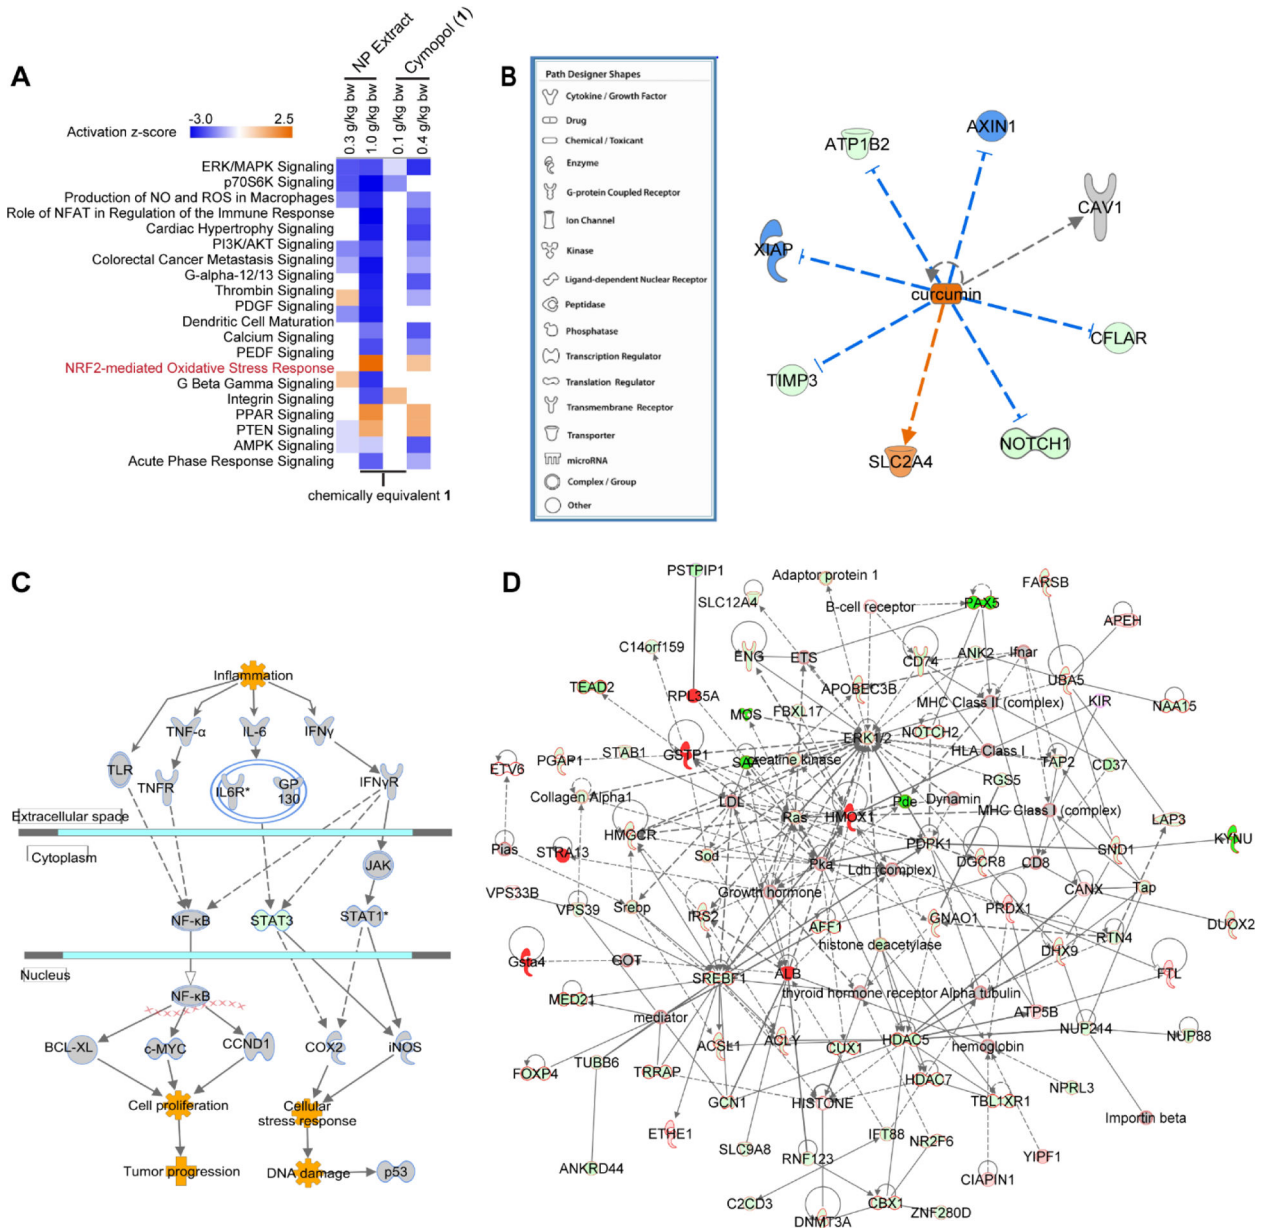 A
NP Extract
Cymopol (1)
0.3 g/kg bw
1.0 g/kg bw
0.1 g/kg bw
0.4 g/kg bw
Activation z-score
-3.0
2.5
ERK/MAPK Signaling
p70S6K Signaling
Production of NO and ROS in Macrophages
Role of NFAT in Regulation of the Immune Response
Cardiac Hypertrophy Signaling
PI3K/AKT Signaling
Colorectal Cancer Metastasis Signaling
G-alpha-12/13 Signaling
Thrombin Signaling
PDGF Signaling
Dendritic Cell Maturation
Calcium Signaling
PEDF Signaling
NRF2-mediated Oxidative Stress Response
G Beta Gamma Signaling
Integrin Signaling
PPAR Signaling
PTEN Signaling
AMPK Signaling
Acute Phase Response Signaling
chemically equivalent 1
B
Path Designer Shapes
Cytokine / Growth Factor
Drug
Chemical / Toxicant
Enzyme
G-protein Coupled Receptor
Ion Channel
Kinase
Ligand-dependent Nuclear Receptor
Peptidase
Phosphatase
Transcription Regulator
Translation Regulator
Transmembrane Receptor
Transporter
microRNA
Complex / Group
Other
AXIN1
ATP1B2
CAV1
XIAP
curcumin
CFLAR
TIMP3
NOTCH1
SLC2A4
C
Inflammation
TNF-α
IL-6
IFNγ
TLR
TNFR
IL6R*
GP
130
IFNγR
Extracellular space
Cytoplasm
JAK
NF-κB
STAT3
STAT1*
Nucleus
NF-κB
BCL-XL
c-MYC
CCND1
COX2
iNOS
Cell proliferation
Cellular
stress response
Tumor progression
DNA damage
p53
D
PSTPIP1
Adaptor protein 1
FARSB
SLC12A4
B-cell receptor
PAX5
APEH
C14orf159
ENG
ETS
CD74
ANK2
Ifnar
UBA5
TEAD2
RPL35A
APOBEC3B
MHC Class II (complex)
KIR
NAA15
MCS
FBXL17
ERK1/2
NOTCH2
HLA Class I
STAB1
GSTP1
SAA
creatine kinase
PGAP1
ETV6
TAP2
CD37
RGS5
Collagen Alpha1
LDL
Pde
Dynamin
MHC Class I (complex)
Ras
HMOX1
LAP3
HMGCR
PDPK1
KYNU
Pias
STRA13
Sod
Pka
Ldh (complex)
DGCR8
CD8
SND1
VPS33B
Growth hormone
CANX
Tap
VPS39
Srebp
IRS2
AFF1
GNAO1
PRDX1
DUOX2
RTN4
histone deacetylase
DHX9
Gsta4
GOT
SREBF1
ALB
FTL
MED21
thyroid hormone receptor
Alpha tubulin
mediator
ATP5B
NUP214
NUP88
ACSL1
ACLY
CUX1
HDAC5
hemoglobin
FOXP4
TUBB6
TRRAP
HDAC7
NPRL3
GCN1
HISTONE
TBL1XR1
Importin beta
ETHE1
SLC9A8
IFT88
NR2F6
RNF123
YIPF1
ANKRD44
CIAPIN1
C2CD3
CBX1
ZNF280D
DNMT3A